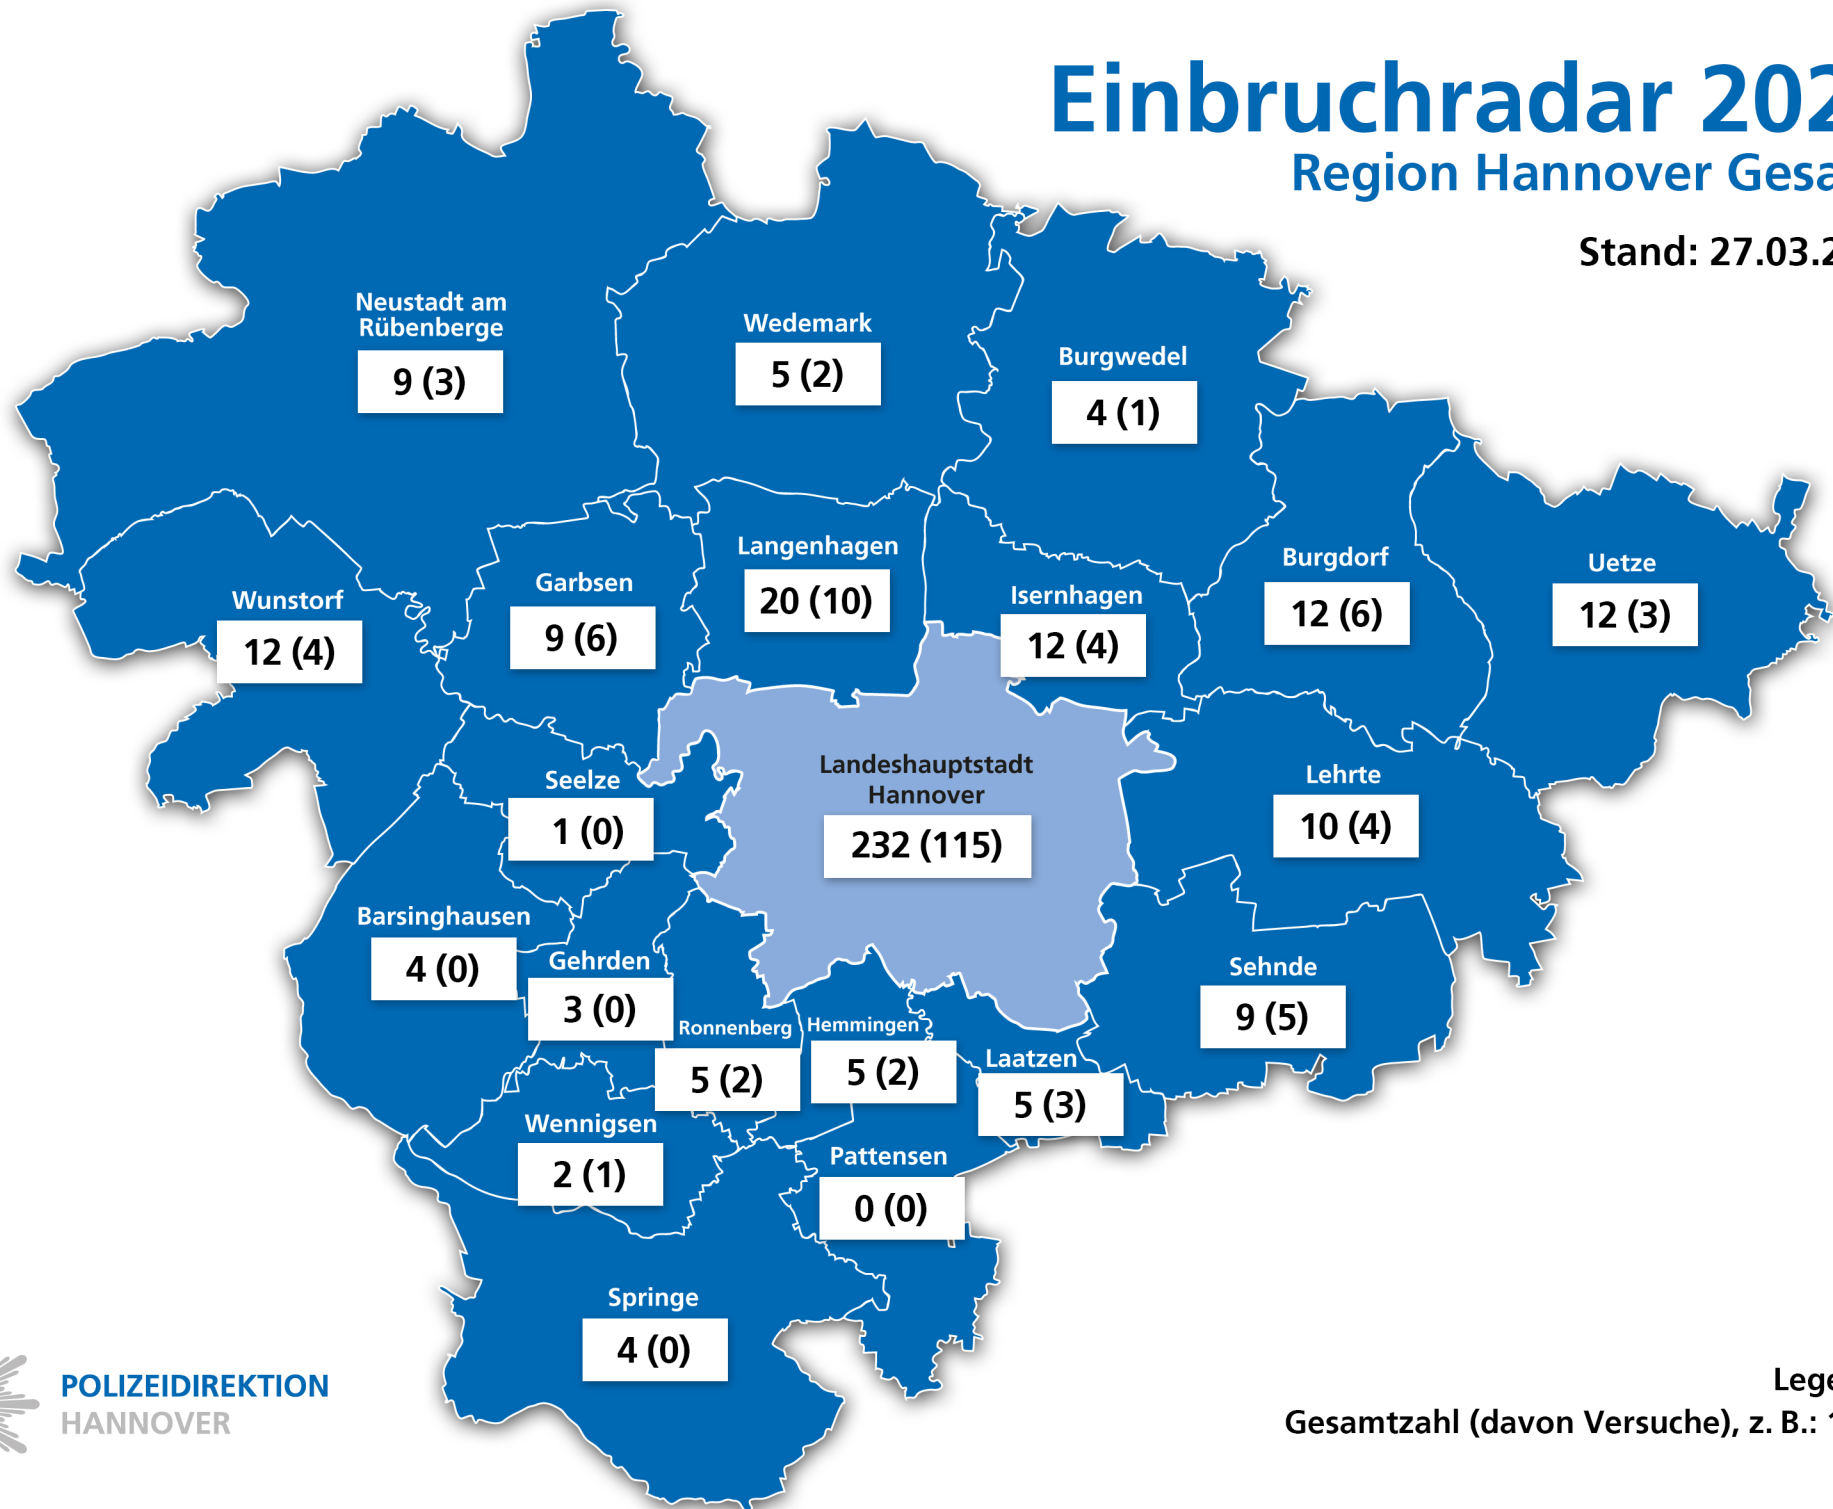 Einbruchradar 202
Region Hannover Gesa
Stand: 27.03.2
Neustadt am
Rübenberge
9 (3)
Wedemark
5 (2)
Burgwedel
4 (1)
Langenhagen
20 (10)
Burgdorf
12 (6)
Uetze
12 (3)
Garbsen
9 (6)
Isernhagen
12 (4)
Wunstorf
12 (4)
Landeshauptstadt
Hannover
232 (115)
Seelze
1 (0)
Lehrte
10 (4)
Barsinghausen
4 (0)
Gehrden
3 (0)
Sehnde
9 (5)
Ronnenberg
5 (2)
Hemmingen
5 (2)
Laatzen
5 (3)
Wennigsen
2 (1)
Pattensen
0 (0)
Springe
4 (0)
POLIZEIDIREKTION
HANNOVER
Lege
Gesamtzahl (davon Versuche), z. B.: 1